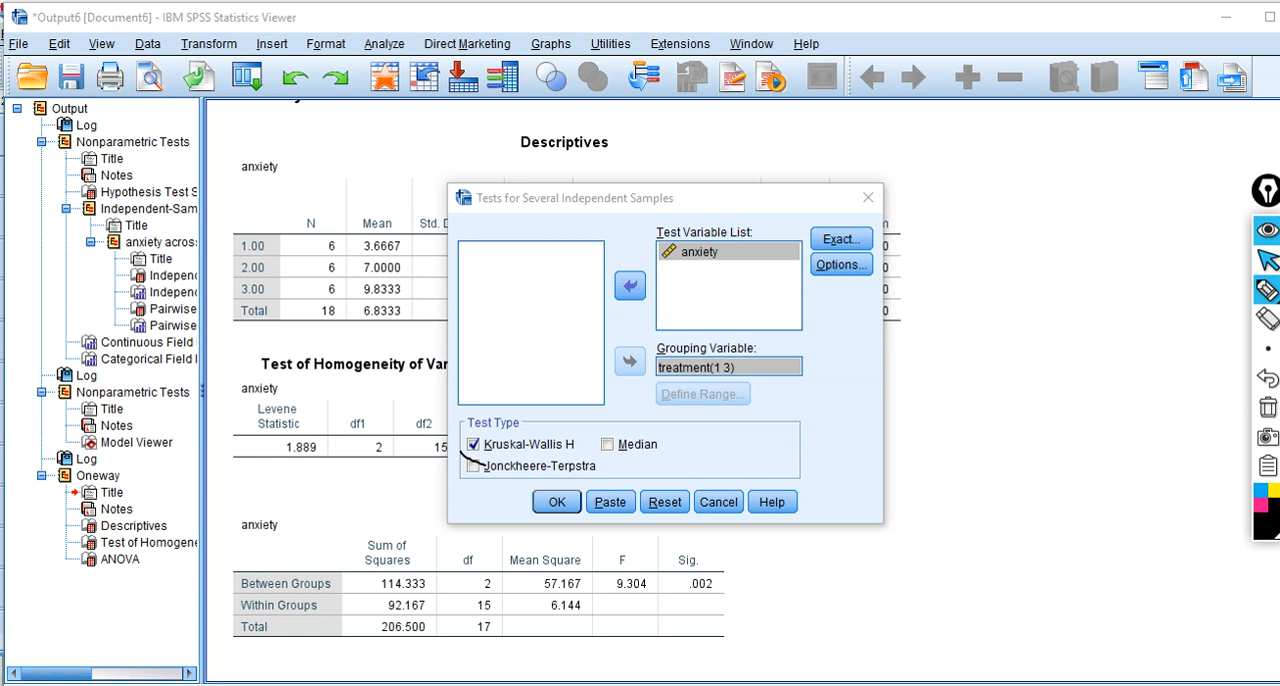 *Output6 [Document6] - IBM SPSS Statistics Viewer
File Edit View Data Transform Insert Format Analyze Direct Marketing Graphs Utilities Extensions Window Help
Output
Log
Nonparametric Tests
Title
Notes
Hypothesis Test S
Independent-Sam
Title
anxiety acros
Title
Indepen
Indepen
Pairwise
Pairwise
Continuous Field
Categorical Field I
Log
Nonparametric Tests
Title
Notes
Model Viewer
Log
Oneway
Title
Notes
Descriptives
Test of Homogene
ANOVA
Descriptives
anxiety
N Mean Std. D
1.00 6 3.6667
2.00 6 7.0000
3.00 6 9.8333
Total 18 6.8333
Test of Homogeneity of Var
anxiety
Levene
Statistic df1 df2
1.889 2 15
anxiety
Sum of
Squares df Mean Square F Sig.
Between Groups 114.333 2 57.167 9.304 .002
Within Groups 92.167 15 6.144
Total 206.500 17
Tests for Several Independent Samples
Test Variable List:
anxiety
Exact...
Options...
Grouping Variable:
treatment(1 3)
Define Range...
Test Type
Kruskal-Wallis H Median
Jonckheere-Terpstra
OK Paste Reset Cancel Help